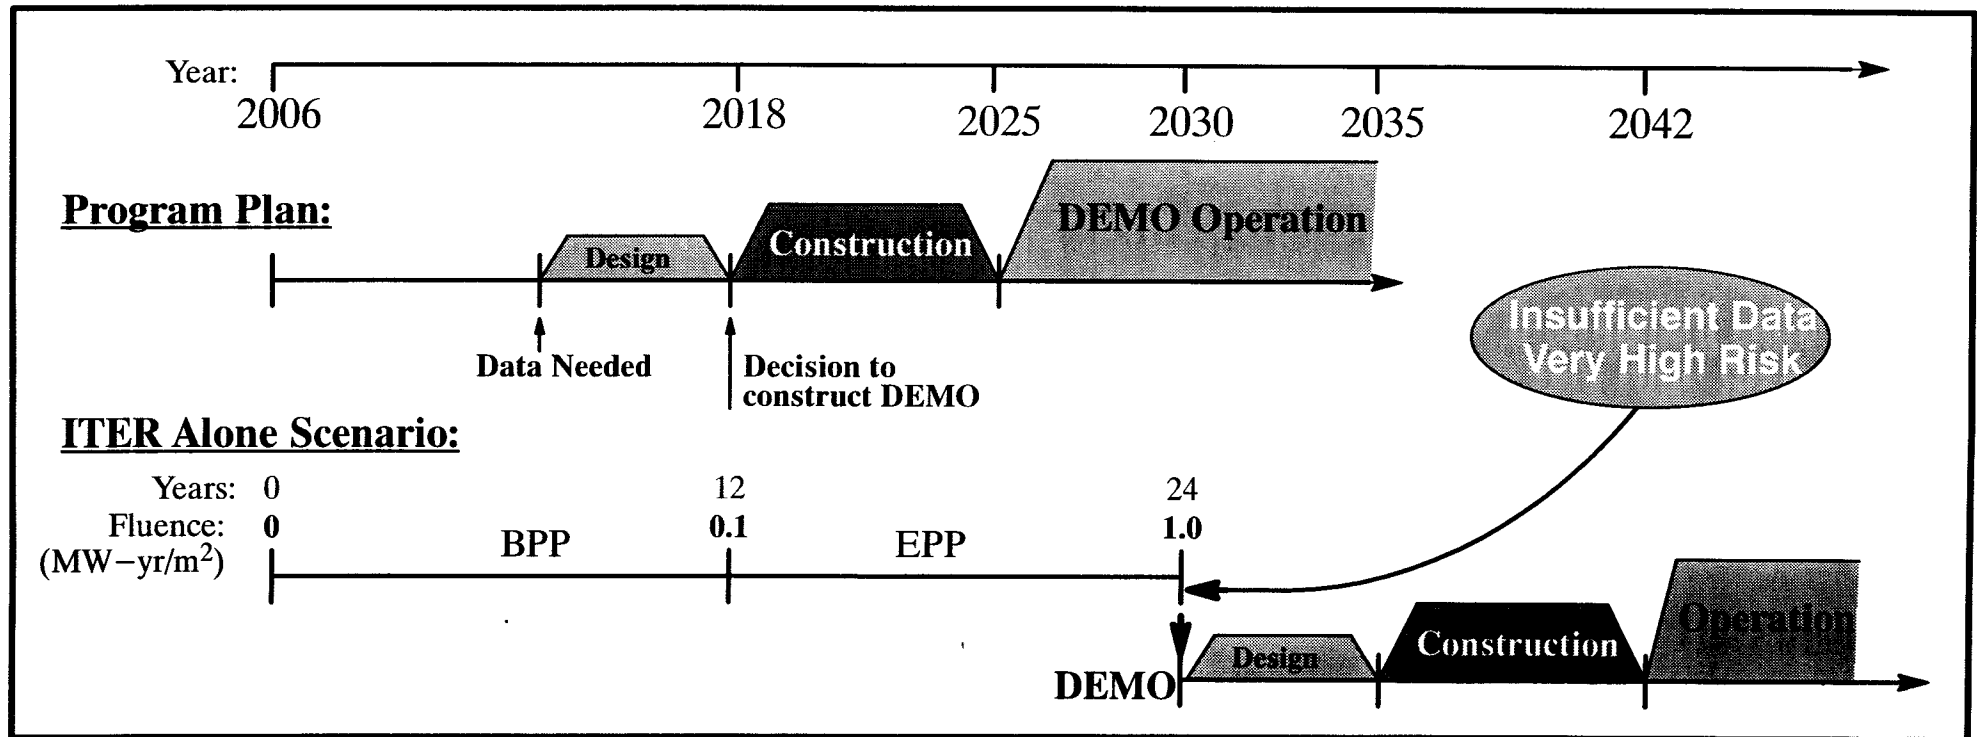 Year:
2006 2018 2025 2030 2035 2042
Program Plan:
Design
Construction
DEMO Operation
Data Needed
Decision to
construct DEMO
Insufficient Data
Very High Risk
ITER Alone Scenario:
Years: 0 12 24
Fluence: 0 0.1 1.0
(MW−yr/m²)
BPP EPP
DEMO
Design
Construction
Operation